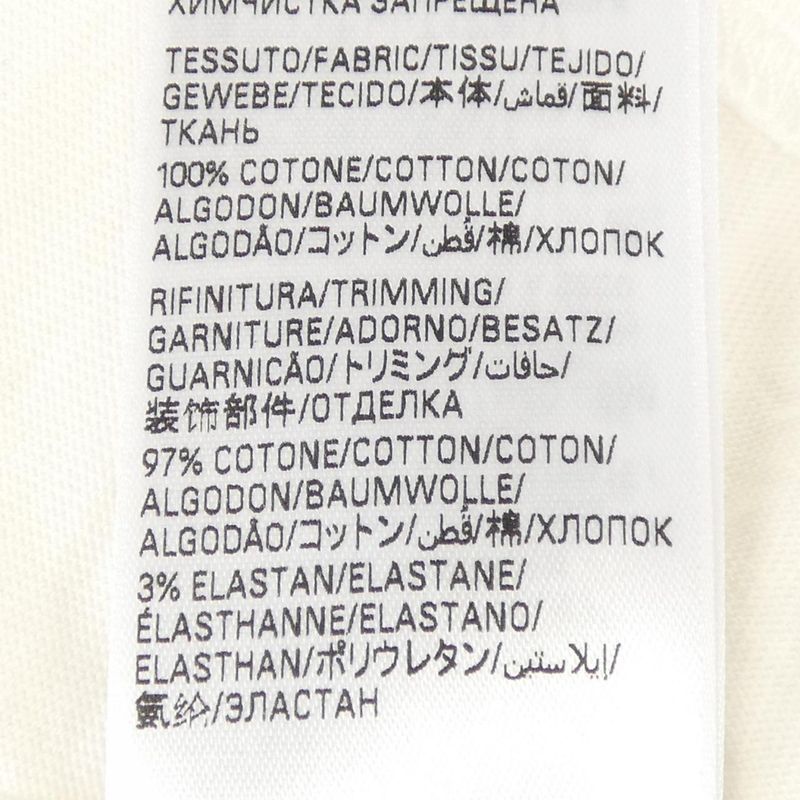 ХИМЧИСТКА ЗАПРЕЩЕНА
TESSUTO/FABRIC/TISSU/TEJIDO/
GEWEBE/TECIDO/本体/قماش/面料/
ТКАНЬ
100% COTONE/COTTON/COTON/
ALGODON/BAUMWOLLE/
ALGODÃO/コットン/قُطن/棉/ХЛОПОК
RIFINITURA/TRIMMING/
GARNITURE/ADORNO/BESATZ/
GUARNICÃO/トリミング/حافات/
装饰部件/ОТДЕЛКА
97% COTONE/COTTON/COTON/
ALGODON/BAUMWOLLE/
ALGODÃO/コットン/قُطن/棉/ХЛОПОК
3% ELASTAN/ELASTANE/
ÉLASTHANNE/ELASTANO/
ELASTHAN/ポリウレタン/إيلاستين/
氨纶/ЭЛАСТАН